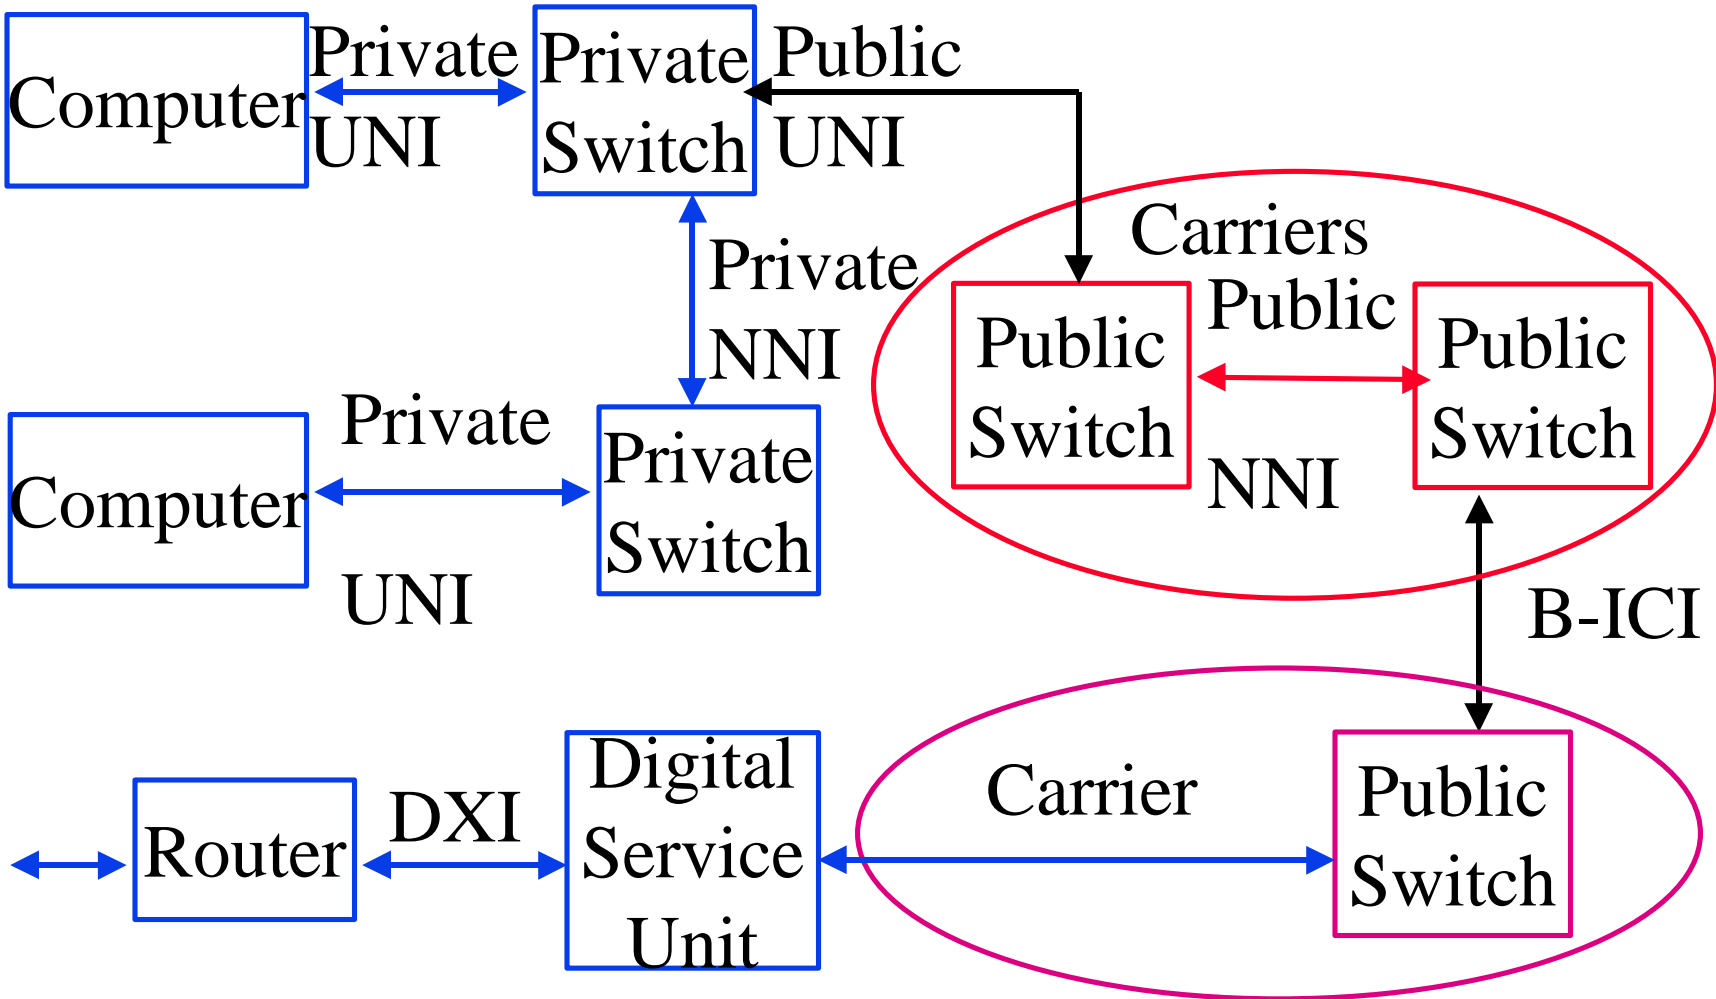 Computer
Private
UNI
Private
Switch
Public
UNI
Private
NNI
Carriers
Public
Switch
Public
NNI
Public
Switch
Computer
Private
UNI
Private
Switch
B-ICI
Router
DXI
Digital
Service
Unit
Carrier
Public
Switch